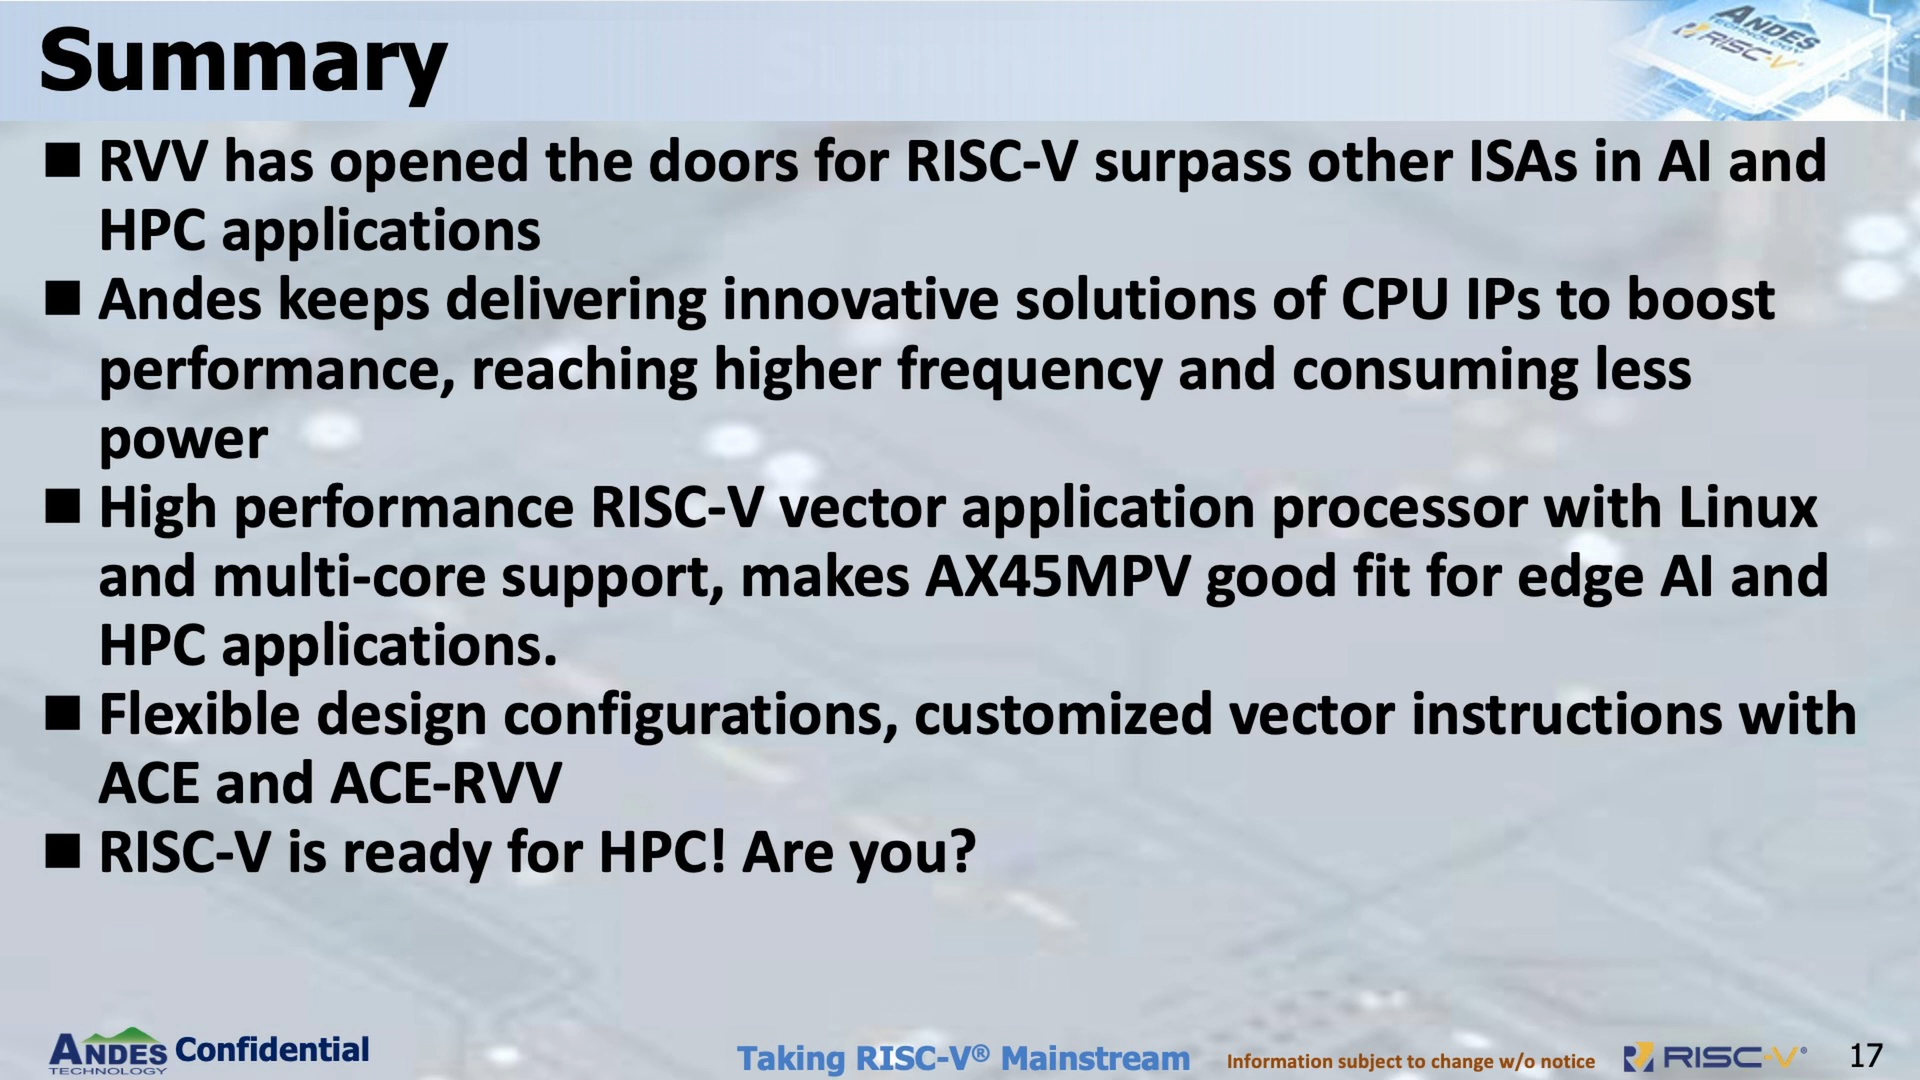 Summary
ANDES
TECHNOLOGY
RISC-V
■ RVV has opened the doors for RISC-V surpass other ISAs in AI and
HPC applications
■ Andes keeps delivering innovative solutions of CPU IPs to boost
performance, reaching higher frequency and consuming less
power
■ High performance RISC-V vector application processor with Linux
and multi-core support, makes AX45MPV good fit for edge AI and
HPC applications.
■ Flexible design configurations, customized vector instructions with
ACE and ACE-RVV
■ RISC-V is ready for HPC! Are you?
ANDES
TECHNOLOGY
Confidential
Taking RISC-V® Mainstream
Information subject to change w/o notice
RISC-V®
17